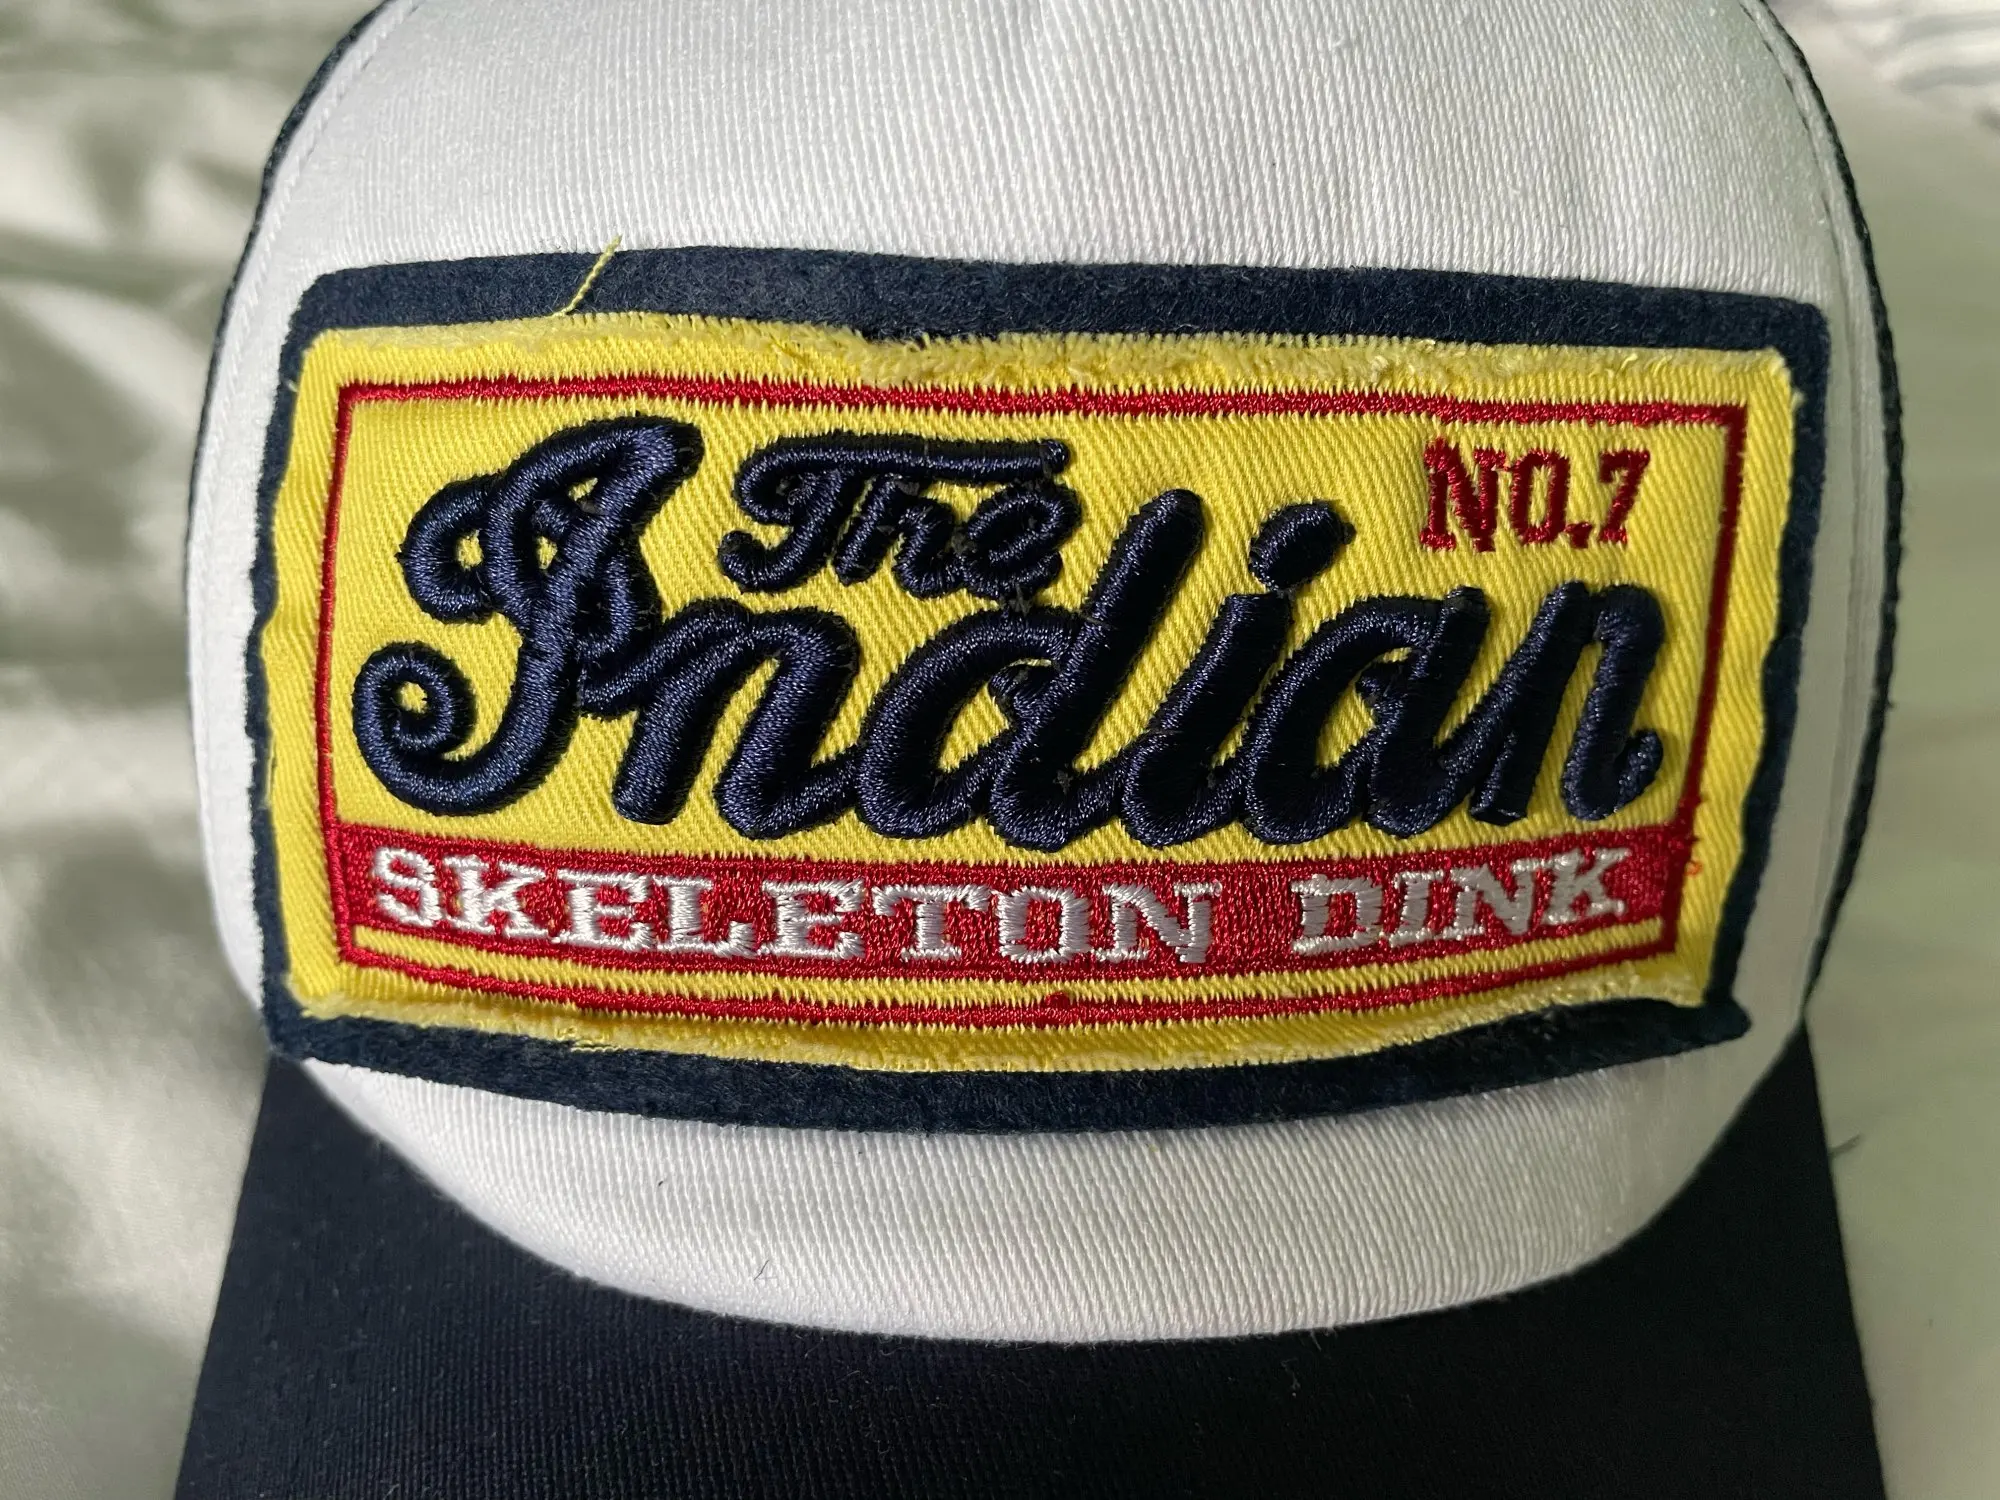 The
NO.7
Indian
SKELETON DINK